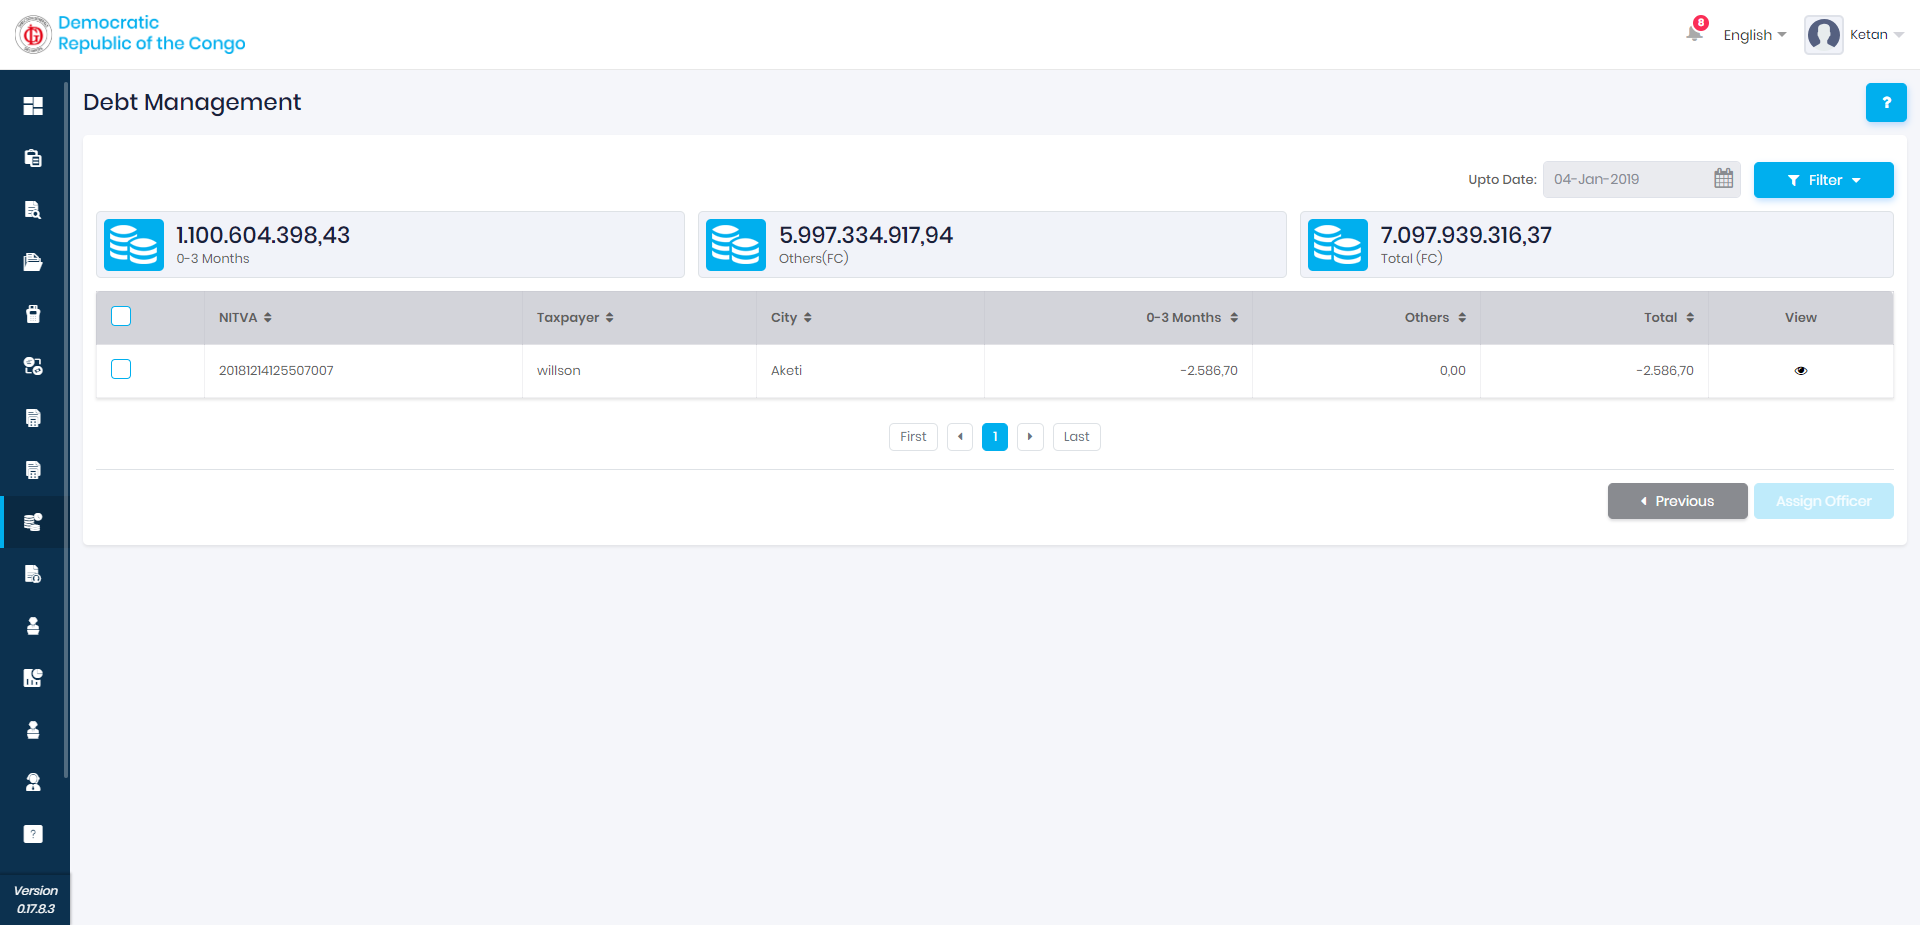 Democratic
Republic of the Congo
8
English
Ketan
Debt Management
?
Upto Date:
04-Jan-2019
Filter
1.100.604.398,43
0-3 Months
5.997.334.917,94
Others(FC)
7.097.939.316,37
Total (FC)
NITVA
Taxpayer
City
0-3 Months
Others
Total
View
20181214125507007
willson
Aketi
-2.586,70
0,00
-2.586,70
First
1
Last
Previous
Assign Officer
?
Version
0.17.8.3